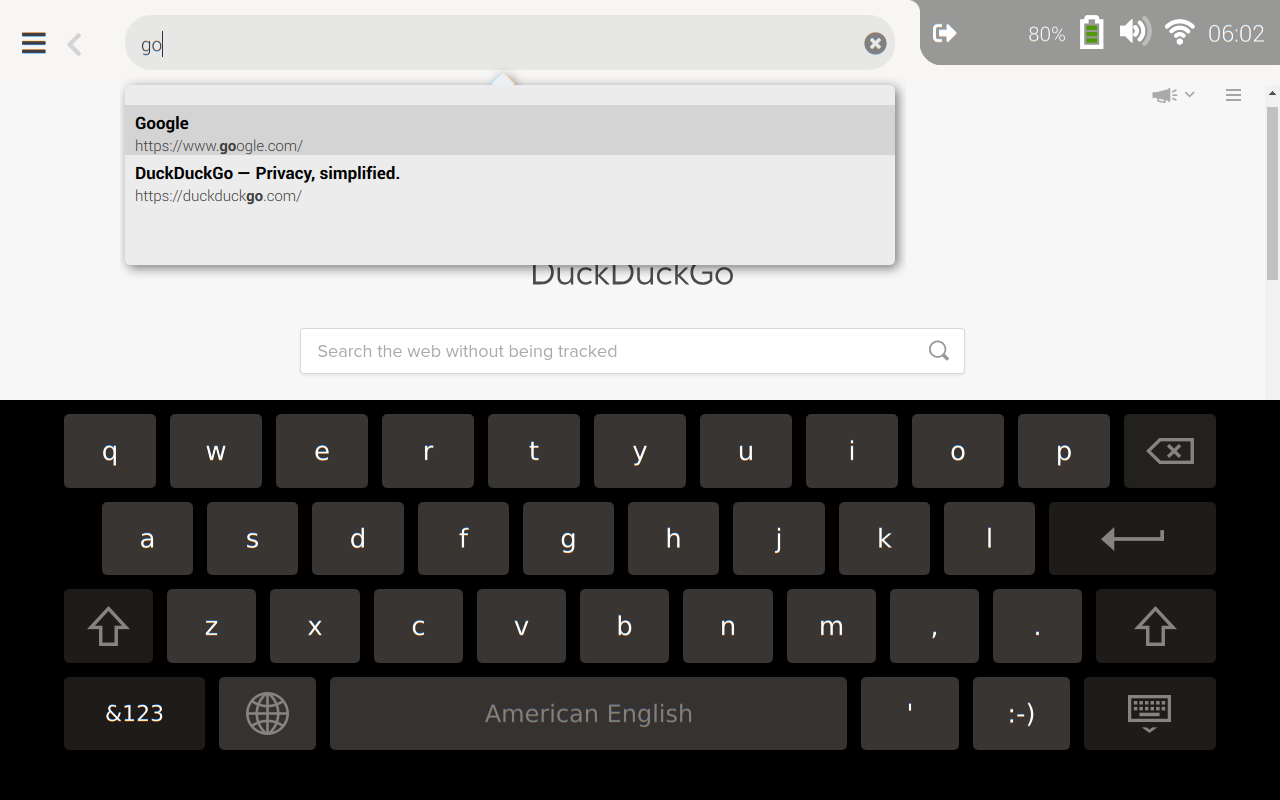 go
80%
06:02
Google
https://www.google.com/
DuckDuckGo — Privacy, simplified.
https://duckduckgo.com/
DuckDuckGo
Search the web without being tracked
q w e r t y u i o p
a s d f g h j k l
z x c v b n m , .
&123 American English ' :-)